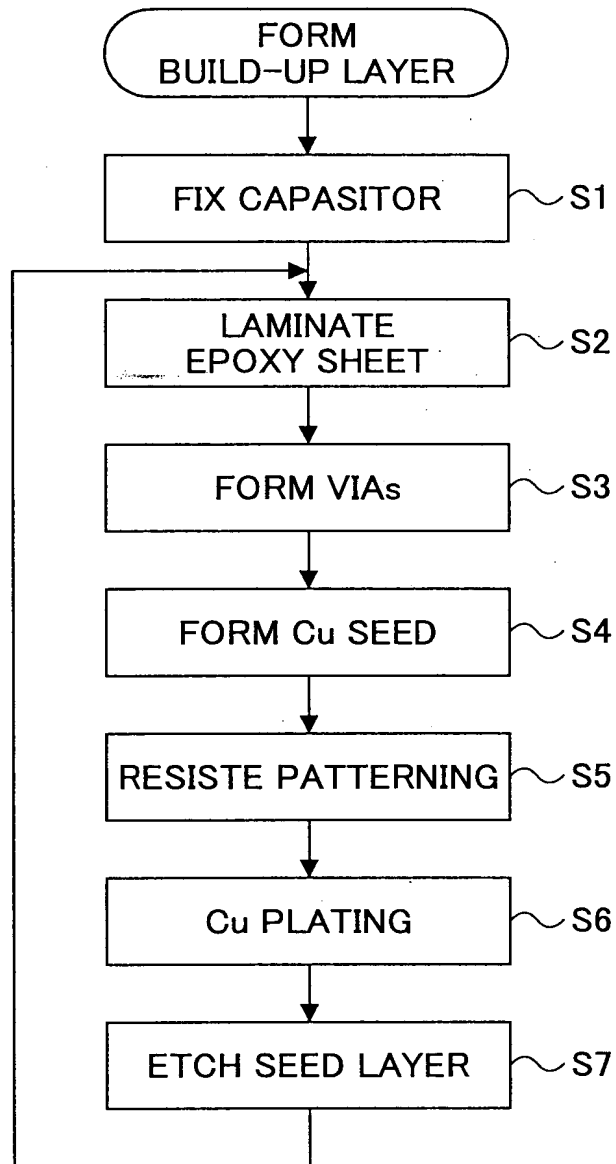 FORM
BUILD-UP LAYER
FIX CAPASITOR
S1
LAMINATE
EPOXY SHEET
S2
FORM VIAs
S3
FORM Cu SEED
S4
RESISTE PATTERNING
S5
Cu PLATING
S6
ETCH SEED LAYER
S7